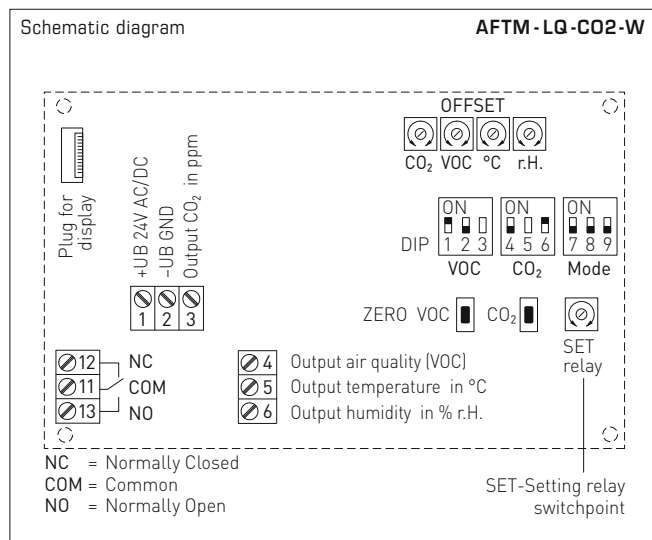 Schematic diagram AFTM-LQ-CO2-W
OFFSET
CO₂ VOC °C r.H.
Plug for
display
+UB 24V AC/DC
-UB GND
Output CO₂ in ppm
1 2 3
ON ON ON
DIP 1 2 3 4 5 6 7 8 9
VOC CO₂ Mode
ZERO VOC CO₂
SET
relay
12 NC
11 COM
13 NO
4 Output air quality (VOC)
5 Output temperature in °C
6 Output humidity in % r.H.
NC = Normally Closed
COM = Common
NO = Normally Open
SET-Setting relay
switchpoint